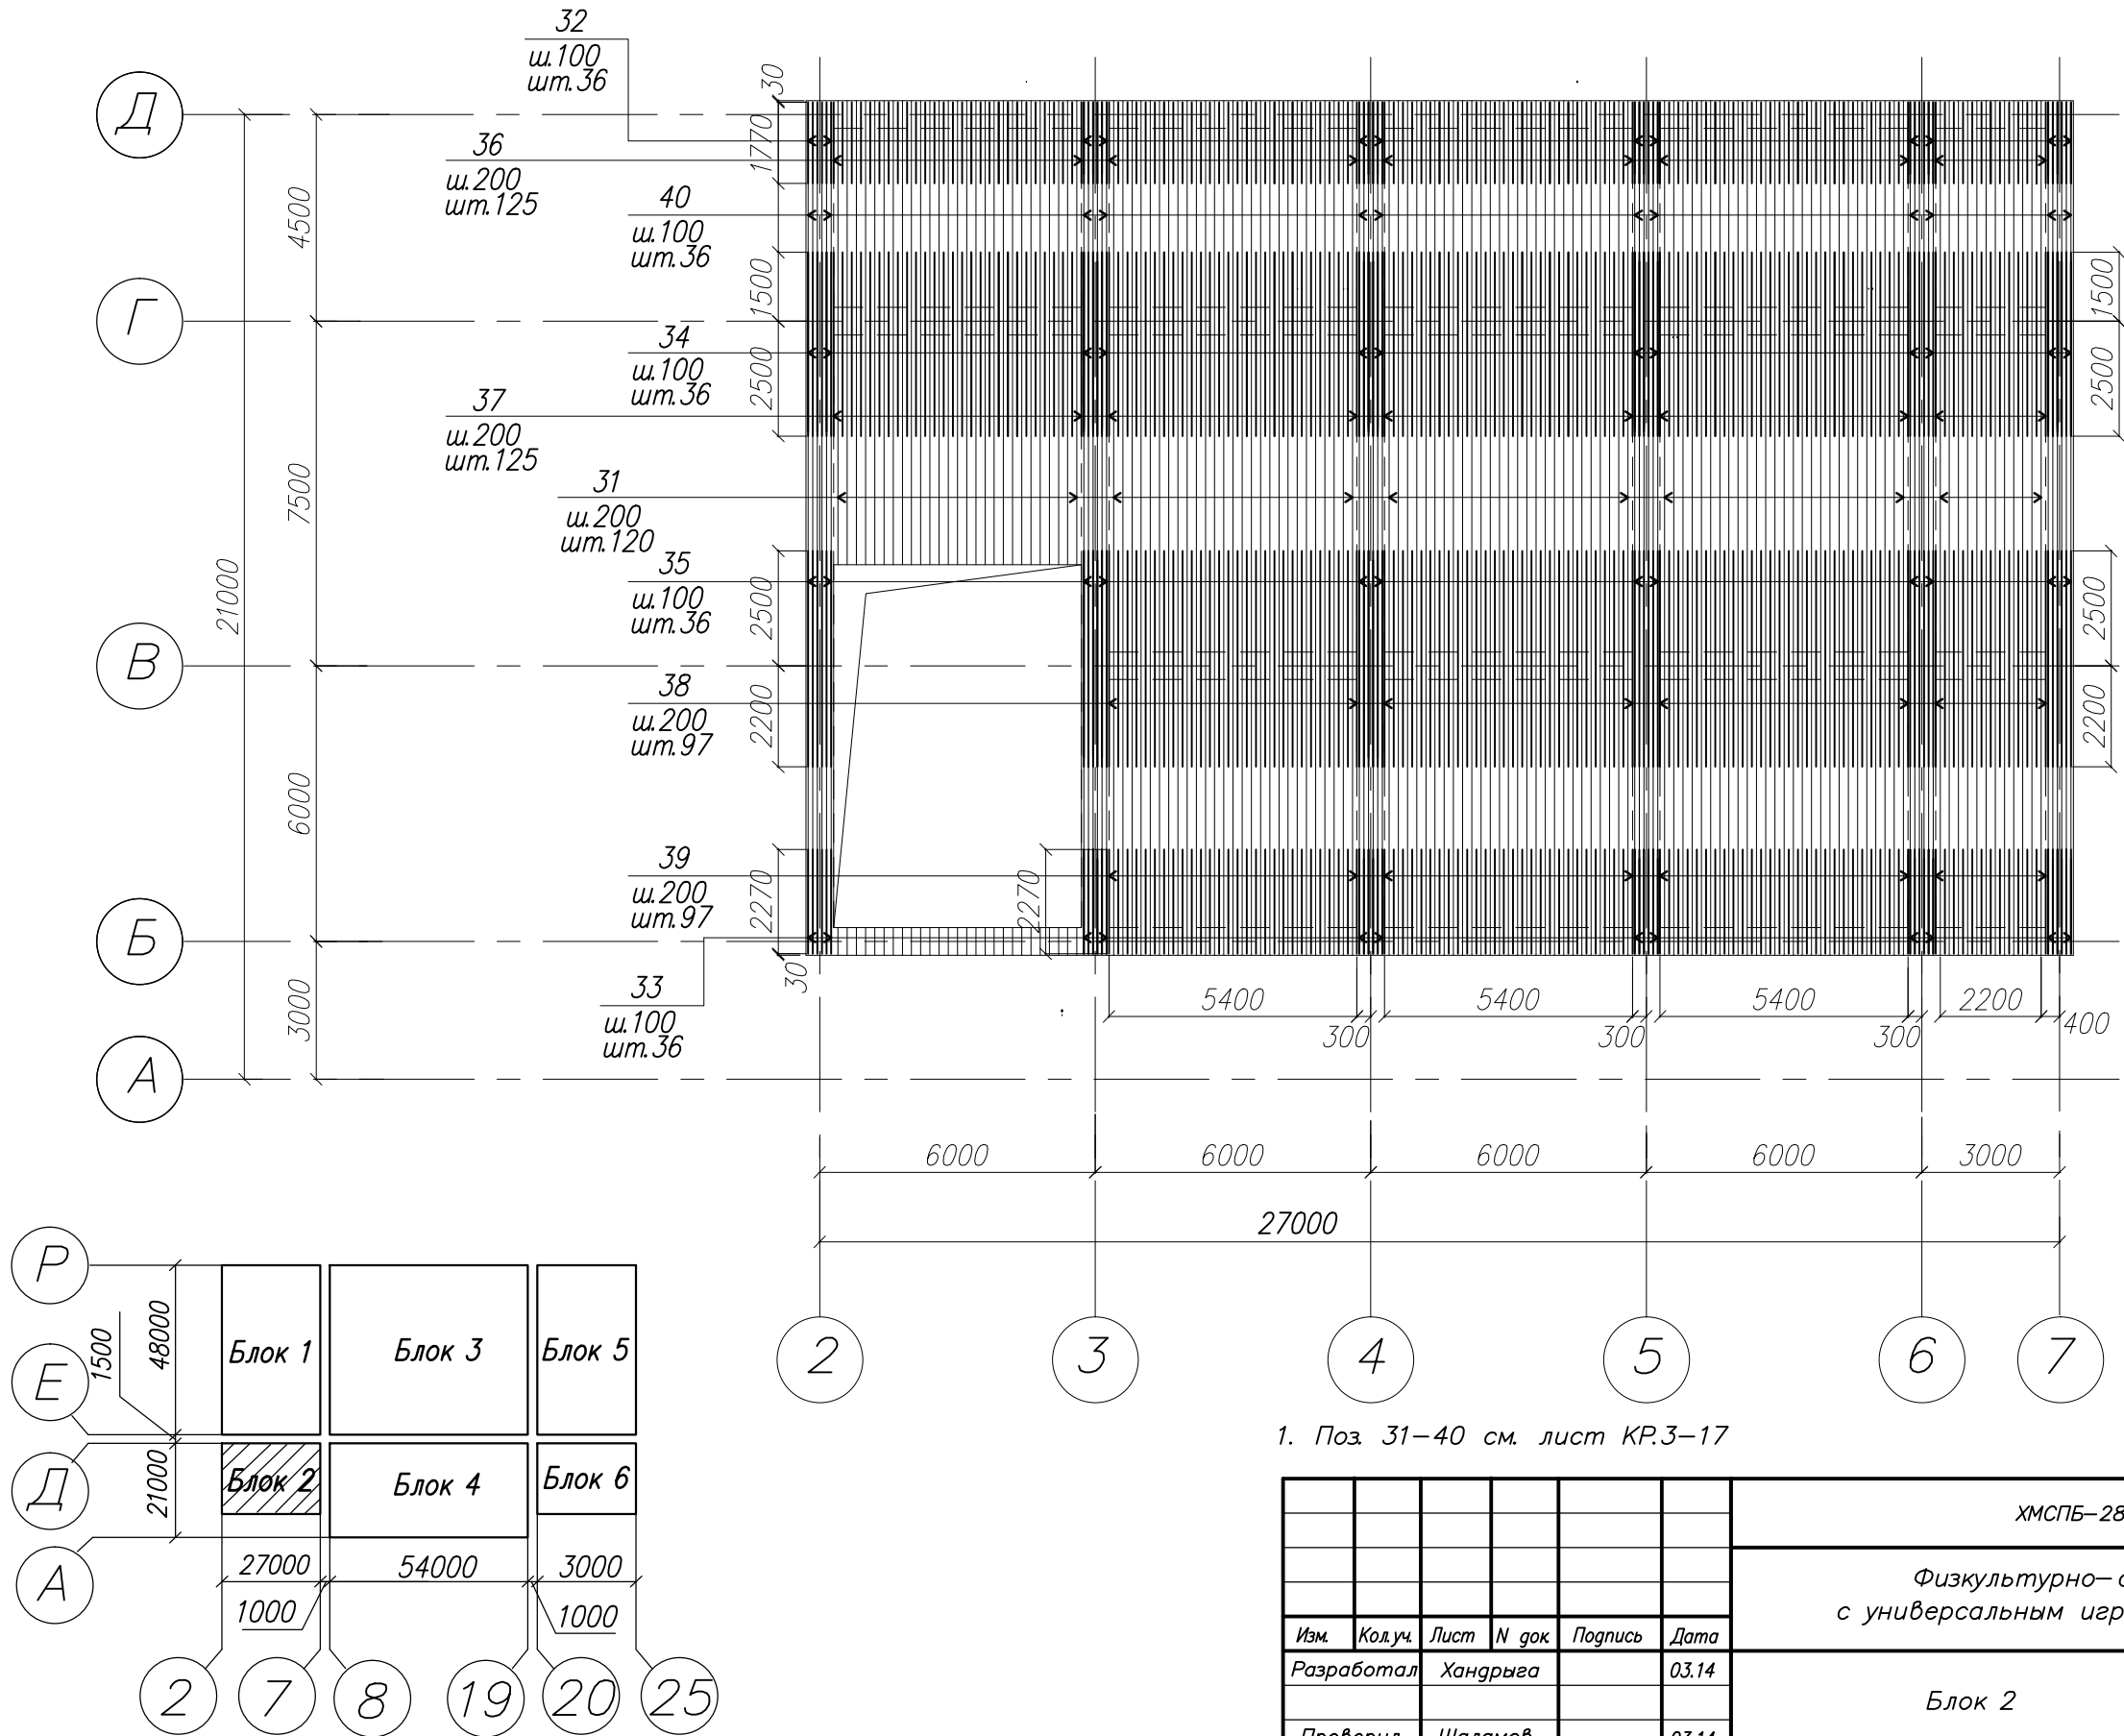 32
ш.100
шт.36
36
ш.200
шт.125
40
ш.100
шт.36
34
ш.100
шт.36
37
ш.200
шт.125
31
ш.200
шт.120
35
ш.100
шт.36
38
ш.200
шт.97
39
ш.200
шт.97
33
ш.100
шт.36
Д
Г
В
Б
А
21000
4500
7500
6000
3000
30
1770
1500
2500
2500
2200
2270
30
2270
1500
2500
2500
2200
5400
300
5400
300
5400
300
2200
400
6000
6000
6000
6000
3000
27000
2
3
4
5
6
7
Р
Е
Д
А
48000
1500
21000
Блок 1
Блок 3
Блок 5
Блок 2
Блок 4
Блок 6
27000
54000
3000
1000
1000
2
7
8
19
20
25
1. Поз. 31-40 см. лист КР.3-17
ХМСПБ-28
Физкультурно-
с универсальным игр
Изм. Кол.уч. Лист N док Подпись Дата
Разработал Хандрыга 03.14
Блок 2
Проверил Шаламов 03.14